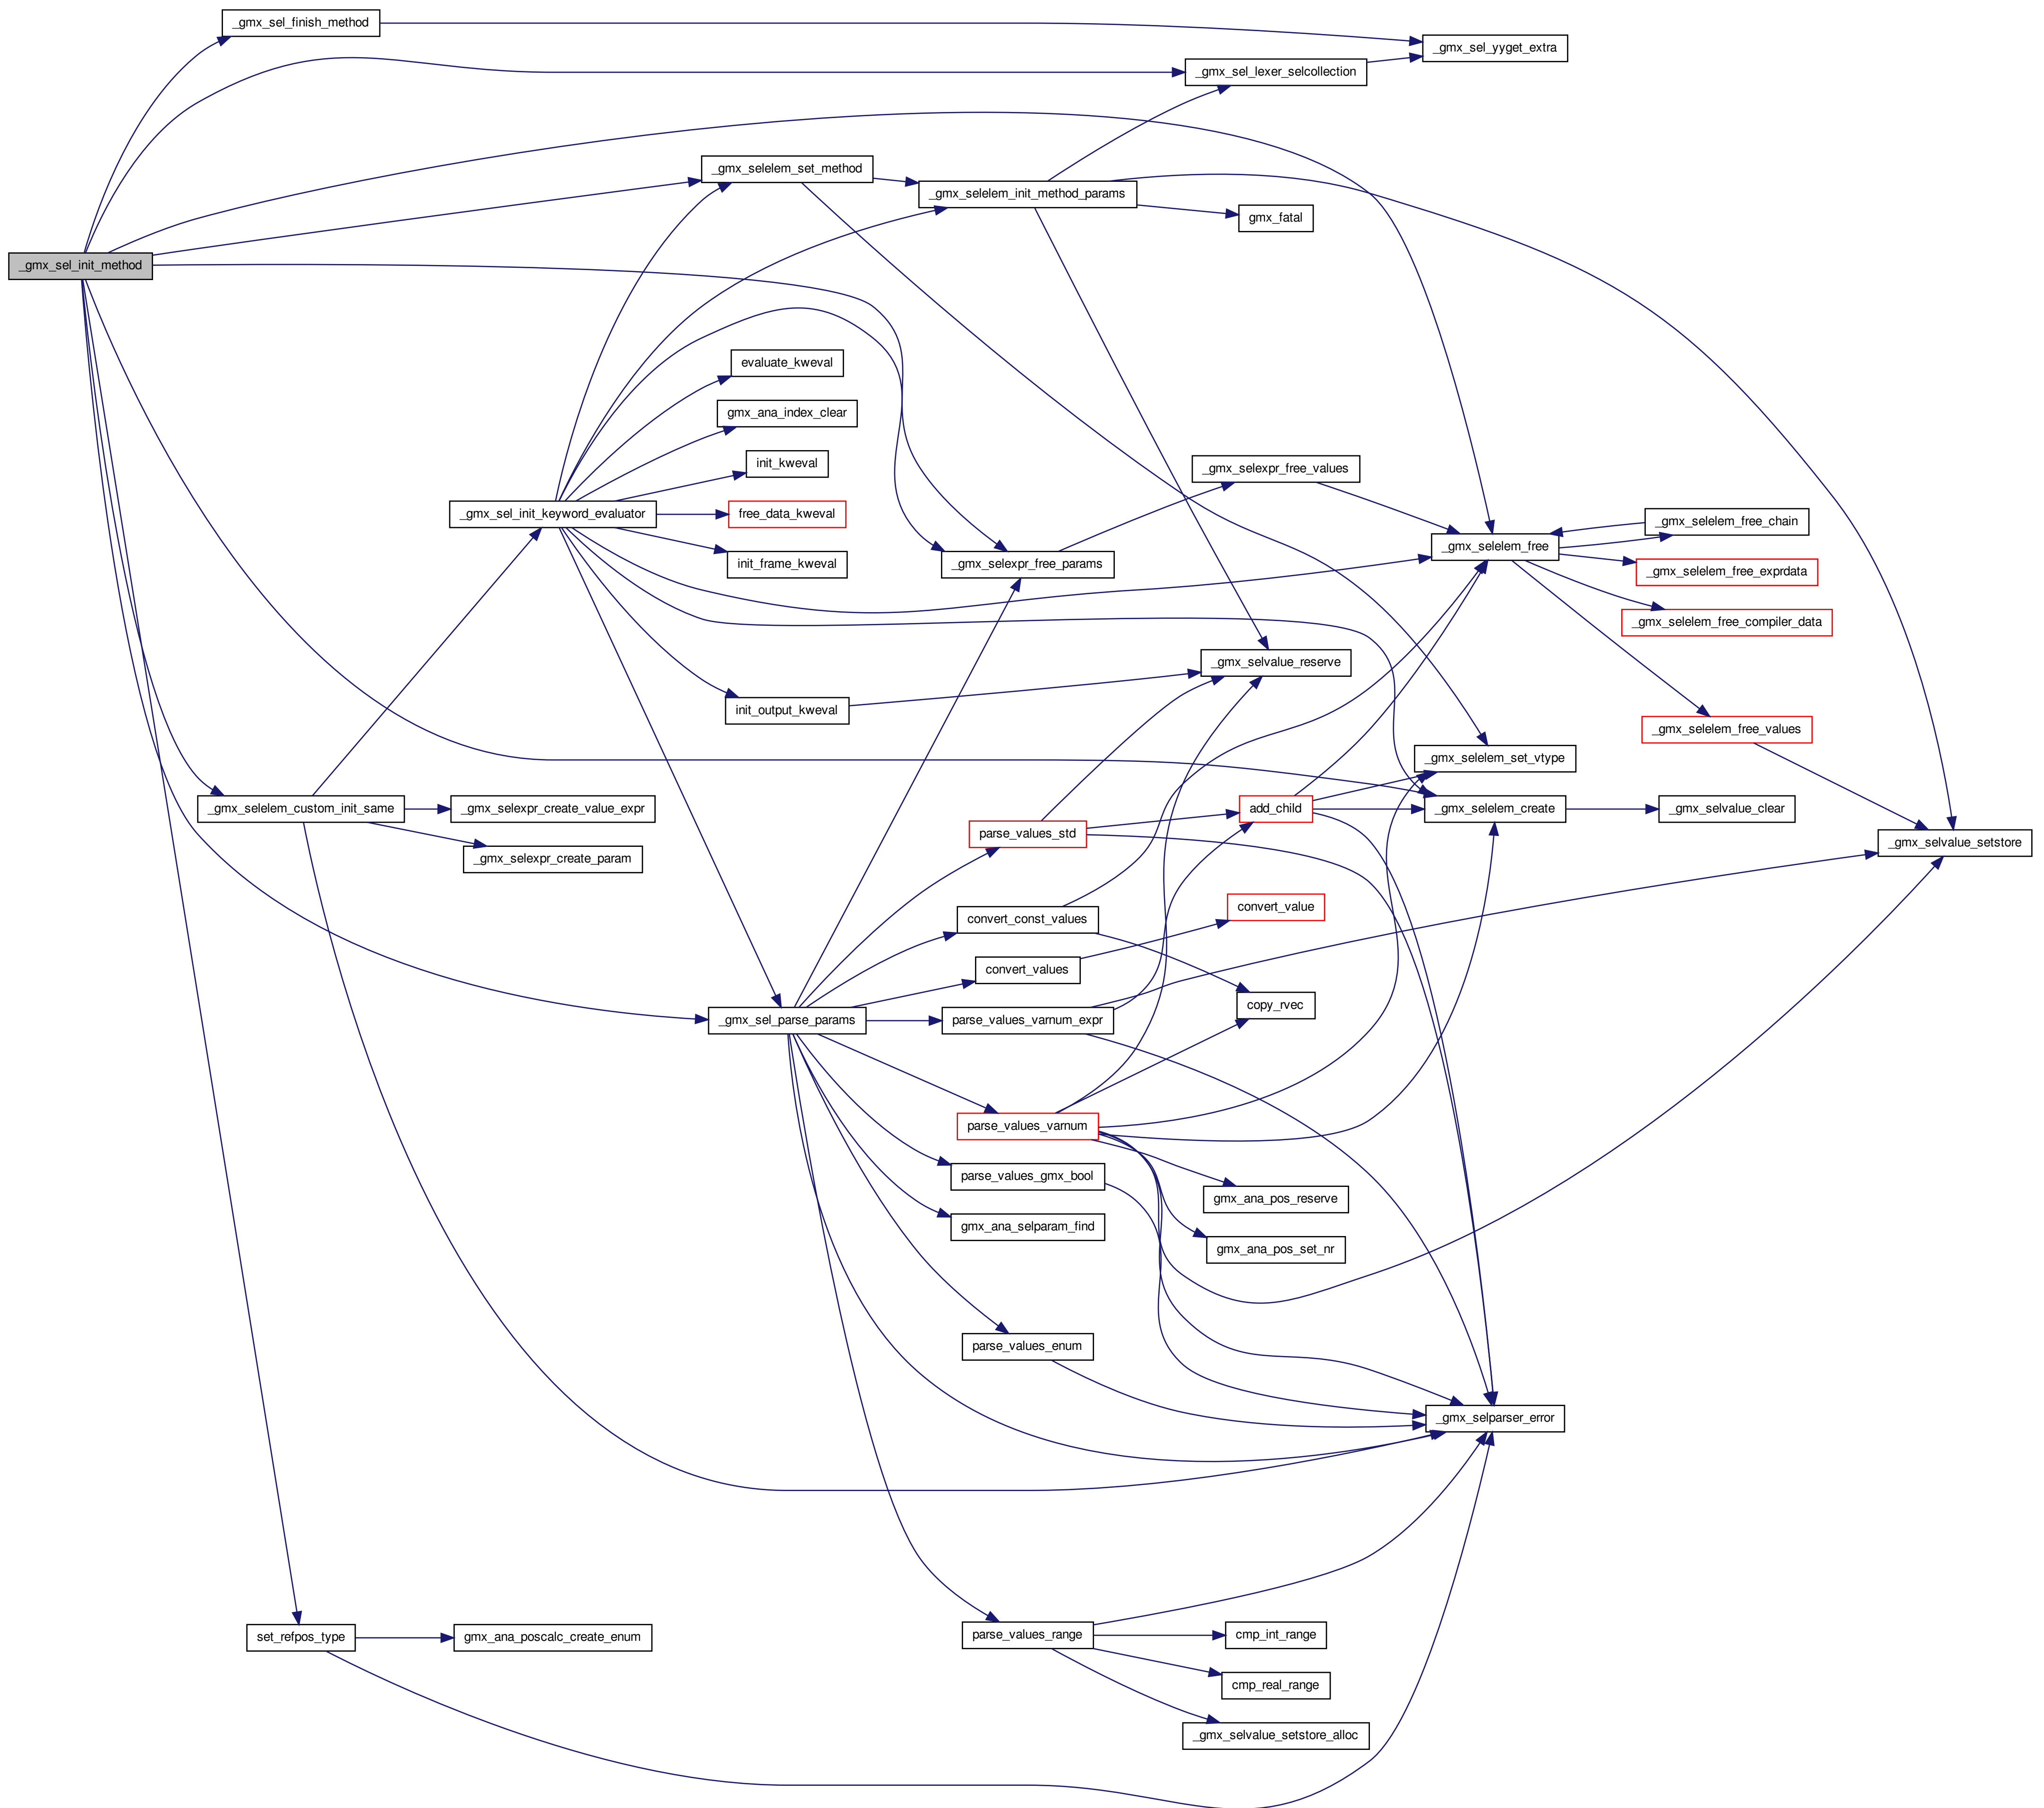 _gmx_sel_finish_method
_gmx_sel_yyget_extra
_gmx_sel_lexer_selcollection
_gmx_selelem_set_method
_gmx_selelem_init_method_params
gmx_fatal
_gmx_sel_init_method
evaluate_kweval
gmx_ana_index_clear
init_kweval
_gmx_selexpr_free_values
_gmx_sel_init_keyword_evaluator
free_data_kweval
_gmx_selelem_free_chain
_gmx_selelem_free
init_frame_kweval
_gmx_selexpr_free_params
_gmx_selelem_free_exprdata
_gmx_selelem_free_compiler_data
_gmx_selvalue_reserve
init_output_kweval
_gmx_selelem_free_values
_gmx_selelem_set_vtype
_gmx_selelem_custom_init_same
_gmx_selexpr_create_value_expr
add_child
_gmx_selelem_create
_gmx_selvalue_clear
parse_values_std
_gmx_selvalue_setstore
_gmx_selexpr_create_param
convert_value
convert_const_values
convert_values
copy_rvec
_gmx_sel_parse_params
parse_values_varnum_expr
parse_values_varnum
parse_values_gmx_bool
gmx_ana_pos_reserve
gmx_ana_selparam_find
gmx_ana_pos_set_nr
parse_values_enum
_gmx_selparser_error
set_refpos_type
gmx_ana_poscalc_create_enum
parse_values_range
cmp_int_range
cmp_real_range
_gmx_selvalue_setstore_alloc